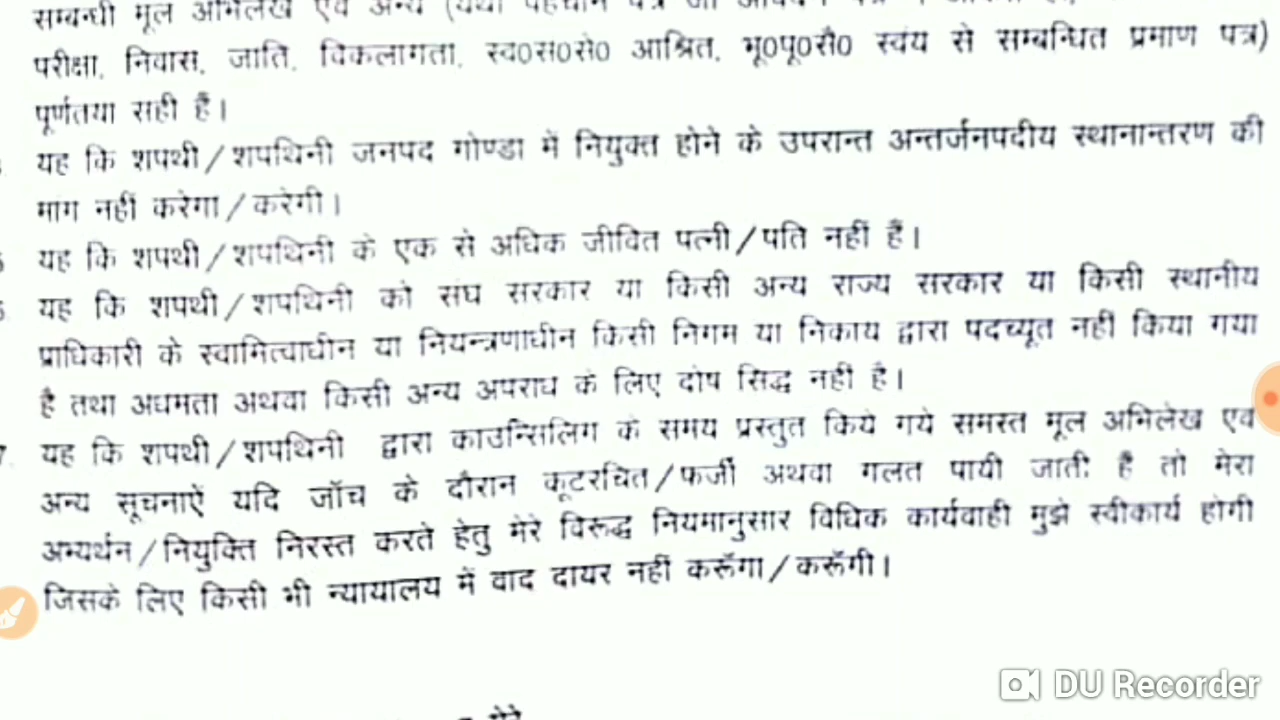 सम्बन्धी मूल अभिलेख एवं अन्य (यथा पहचान पत्र जो
परीक्षा, निवास, जाति, विकलागता, स्व0स0से0 आश्रित, भू0पू0सै0 स्वंय से सम्बन्धित प्रमाण पत्र)
पूर्णतया सही हैं।
यह कि शपथी/शपथिनी जनपद गोण्डा में नियुक्त होने के उपरान्त अन्तर्जनपदीय स्थानान्तरण की
मांग नहीं करेगा/करेगी।
यह कि शपथी/शपथिनी के एक से अधिक जीवित पत्नी/पति नहीं हैं।
यह कि शपथी/शपथिनी को संघ सरकार या किसी अन्य राज्य सरकार या किसी स्थानीय
प्राधिकारी के स्वामित्वाधीन या नियन्त्रणाधीन किसी निगम या निकाय द्वारा पदच्यूत नहीं किया गया
है तथा अधमता अथवा किसी अन्य अपराध के लिए दोष सिद्ध नहीं है।
7. यह कि शपथी/शपथिनी द्वारा काउन्सिलिग के समय प्रस्तुत किये गये समस्त मूल अभिलेख एवं
अन्य सूचनाऐं यदि जॉच के दौरान कूटरचित/फर्जी अथवा गलत पायी जाती है तो मेरा
अभ्यर्थन/नियुक्ति निरस्त करते हेतु मेरे विरूद्ध नियमानुसार विधिक कार्यवाही मुझे स्वीकार्य होगी
जिसके लिए किसी भी न्यायालय में वाद दायर नहीं करूँगा/करूँगी।
मेरे
DU Recorder